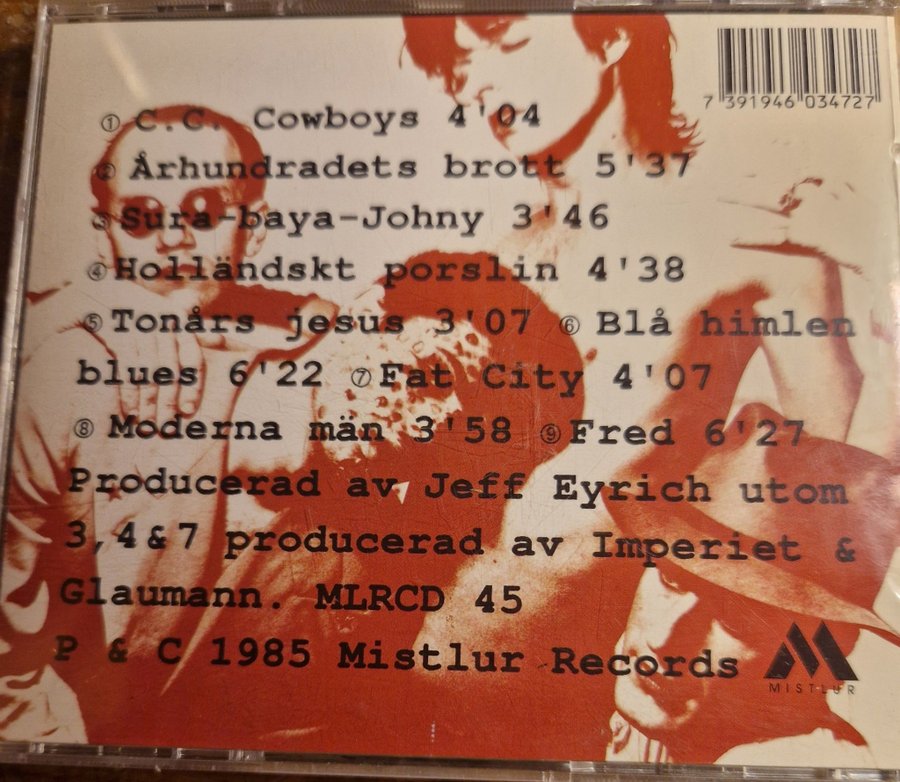 7 391946 034727
① C.C. Cowboys 4'04
② Århundradets brott 5'37
③ Sura-baya-Johny 3'46
④ Holländskt porslin 4'38
⑤ Tonårs jesus 3'07 ⑥ Blå himlen
blues 6'22 ⑦ Fat City 4'07
⑧ Moderna män 3'58 ⑨ Fred 6'27
Producerad av Jeff Eyrich utom
3,4&7 producerad av Imperiet &
Glaumann. MLRCD 45
P & C 1985 Mistlur Records
MISTLUR